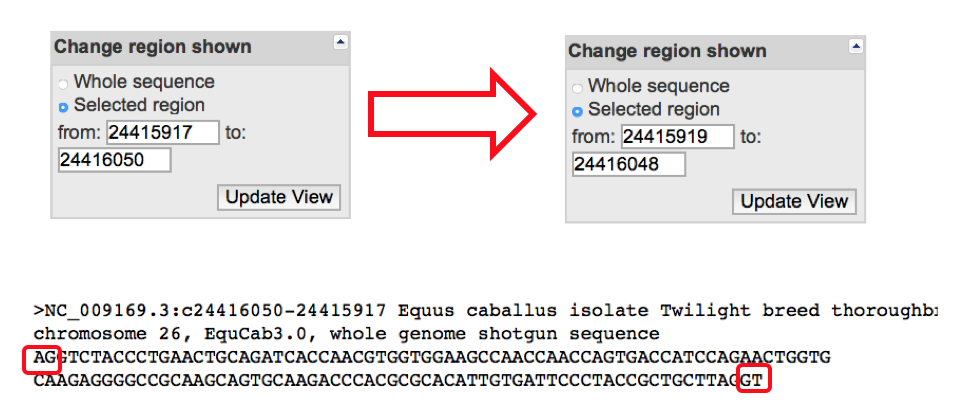 Change region shown
Whole sequence
Selected region
from: 24415917 to:
24416050
Update View
Change region shown
Whole sequence
Selected region
from: 24415919 to:
24416048
Update View
>NC_009169.3:c24416050-24415917 Equus caballus isolate Twilight breed thoroughb
chromosome 26, EquCab3.0, whole genome shotgun sequence
AGGTCTACCCTGAACTGCAGATCACCAACGTGGTGGAAGCCAACCAACCAGTGACCATCCAGAACTGGTG
CAAGAGGGGCCGCAAGCAGTGCAAGACCCACGCGCACATTGTGATTCCCTACCGCTGCTTAGGT